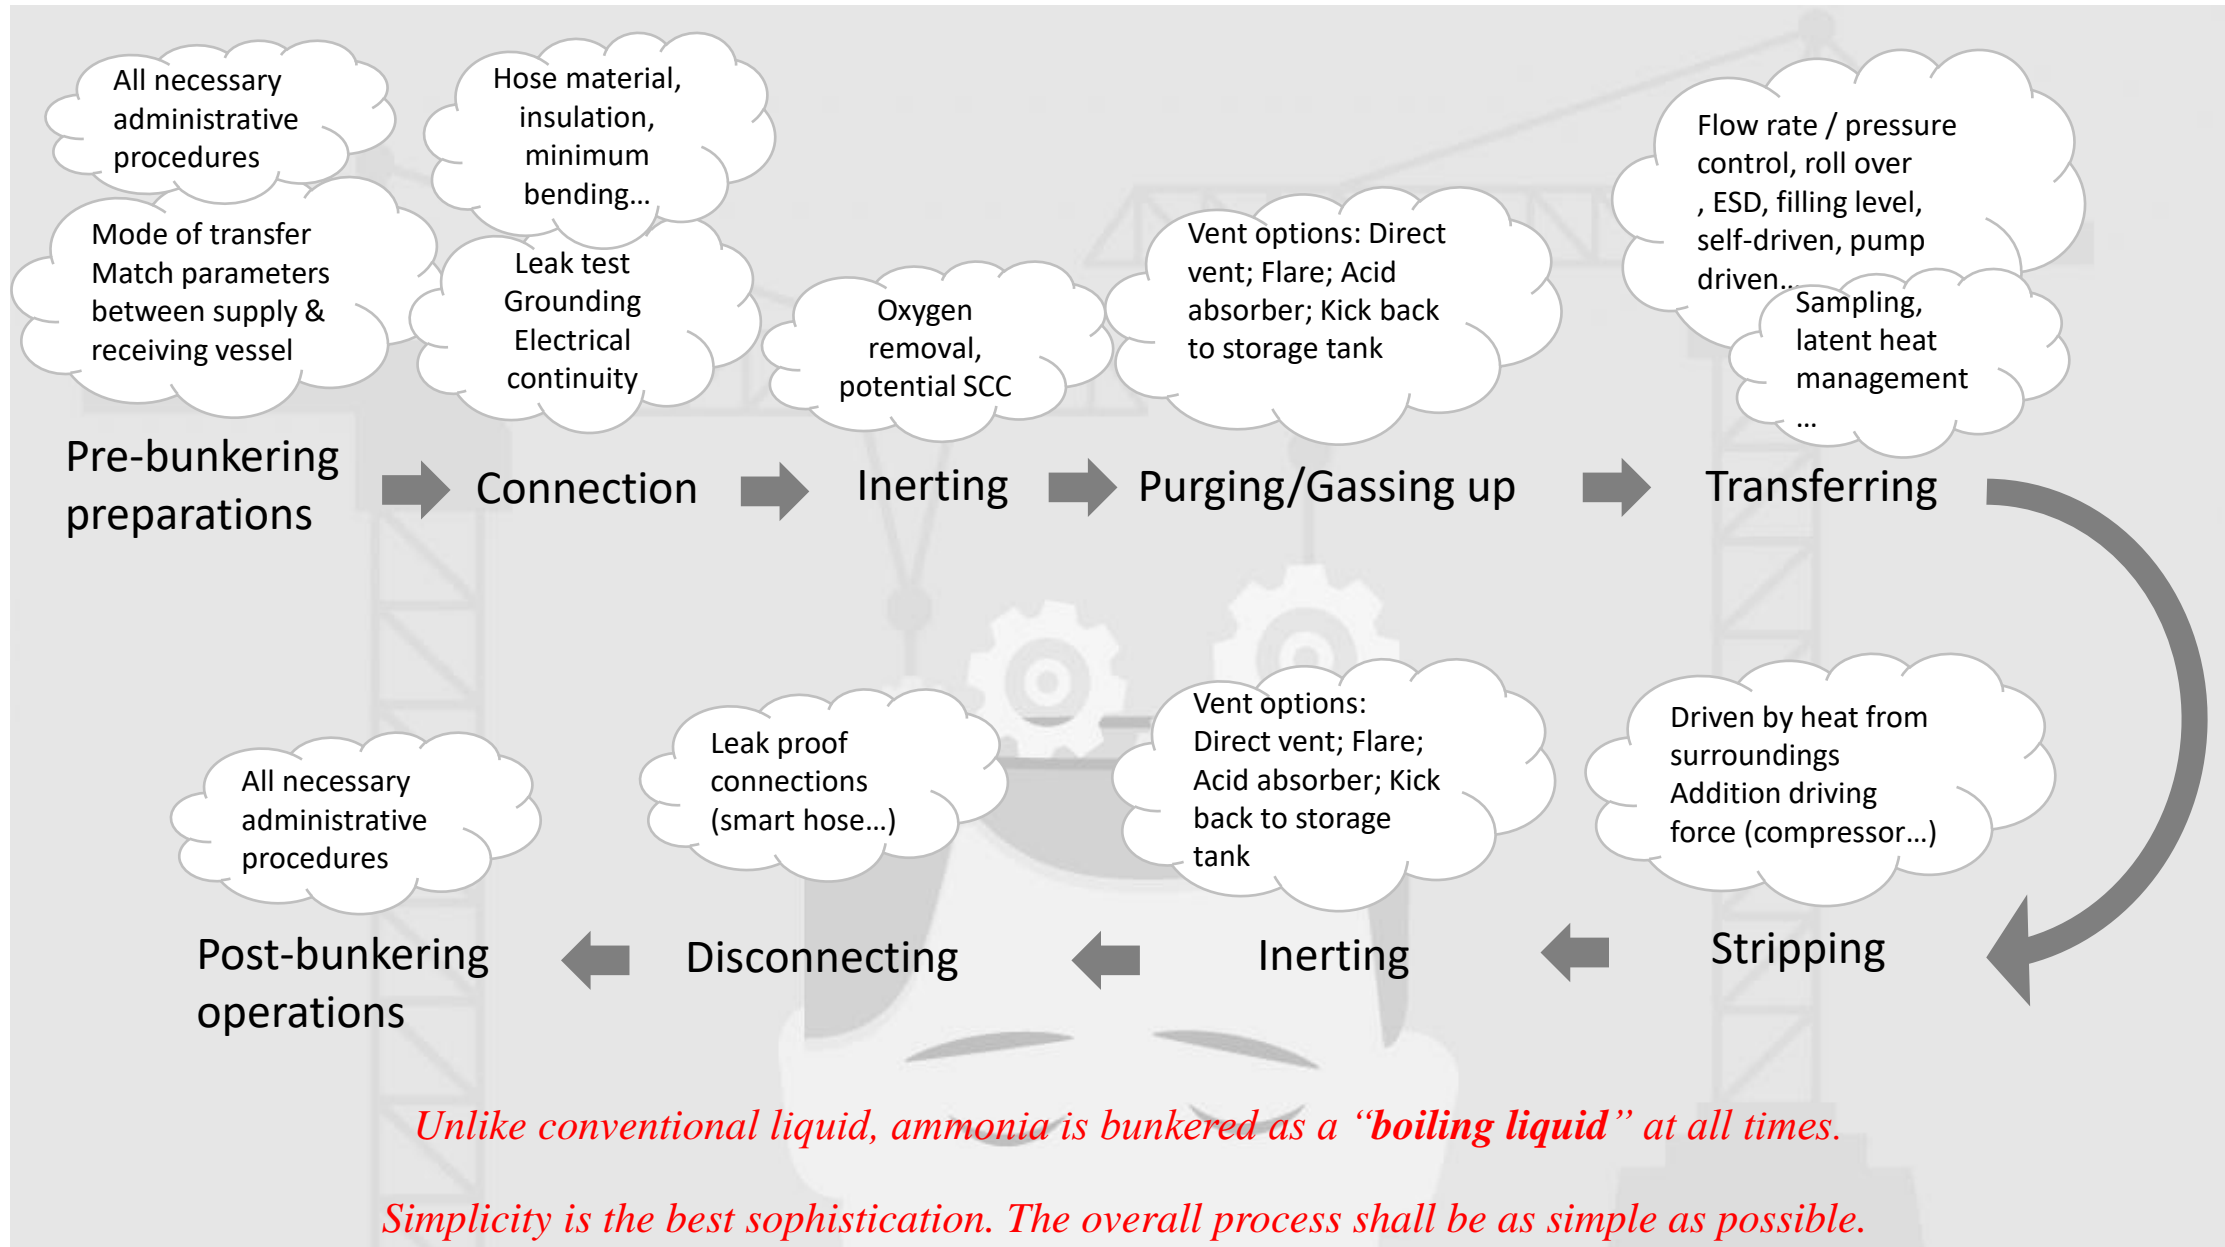 All necessary
administrative
procedures
Mode of transfer
Match parameters
between supply &
receiving vessel
Pre-bunkering
preparations
Hose material,
insulation,
minimum
bending...
Leak test
Grounding
Electrical
continuity
Connection
Oxygen
removal,
potential SCC
Inerting
Vent options: Direct
vent; Flare; Acid
absorber; Kick back
to storage tank
Purging/Gassing up
Flow rate / pressure
control, roll over
, ESD, filling level,
self-driven, pump
driven...
Sampling,
latent heat
management
...
Transferring
Driven by heat from
surroundings
Addition driving
force (compressor...)
Stripping
Vent options:
Direct vent; Flare;
Acid absorber; Kick
back to storage
tank
Inerting
Leak proof
connections
(smart hose...)
Disconnecting
All necessary
administrative
procedures
Post-bunkering
operations
Unlike conventional liquid, ammonia is bunkered as a “boiling liquid” at all times.
Simplicity is the best sophistication. The overall process shall be as simple as possible.